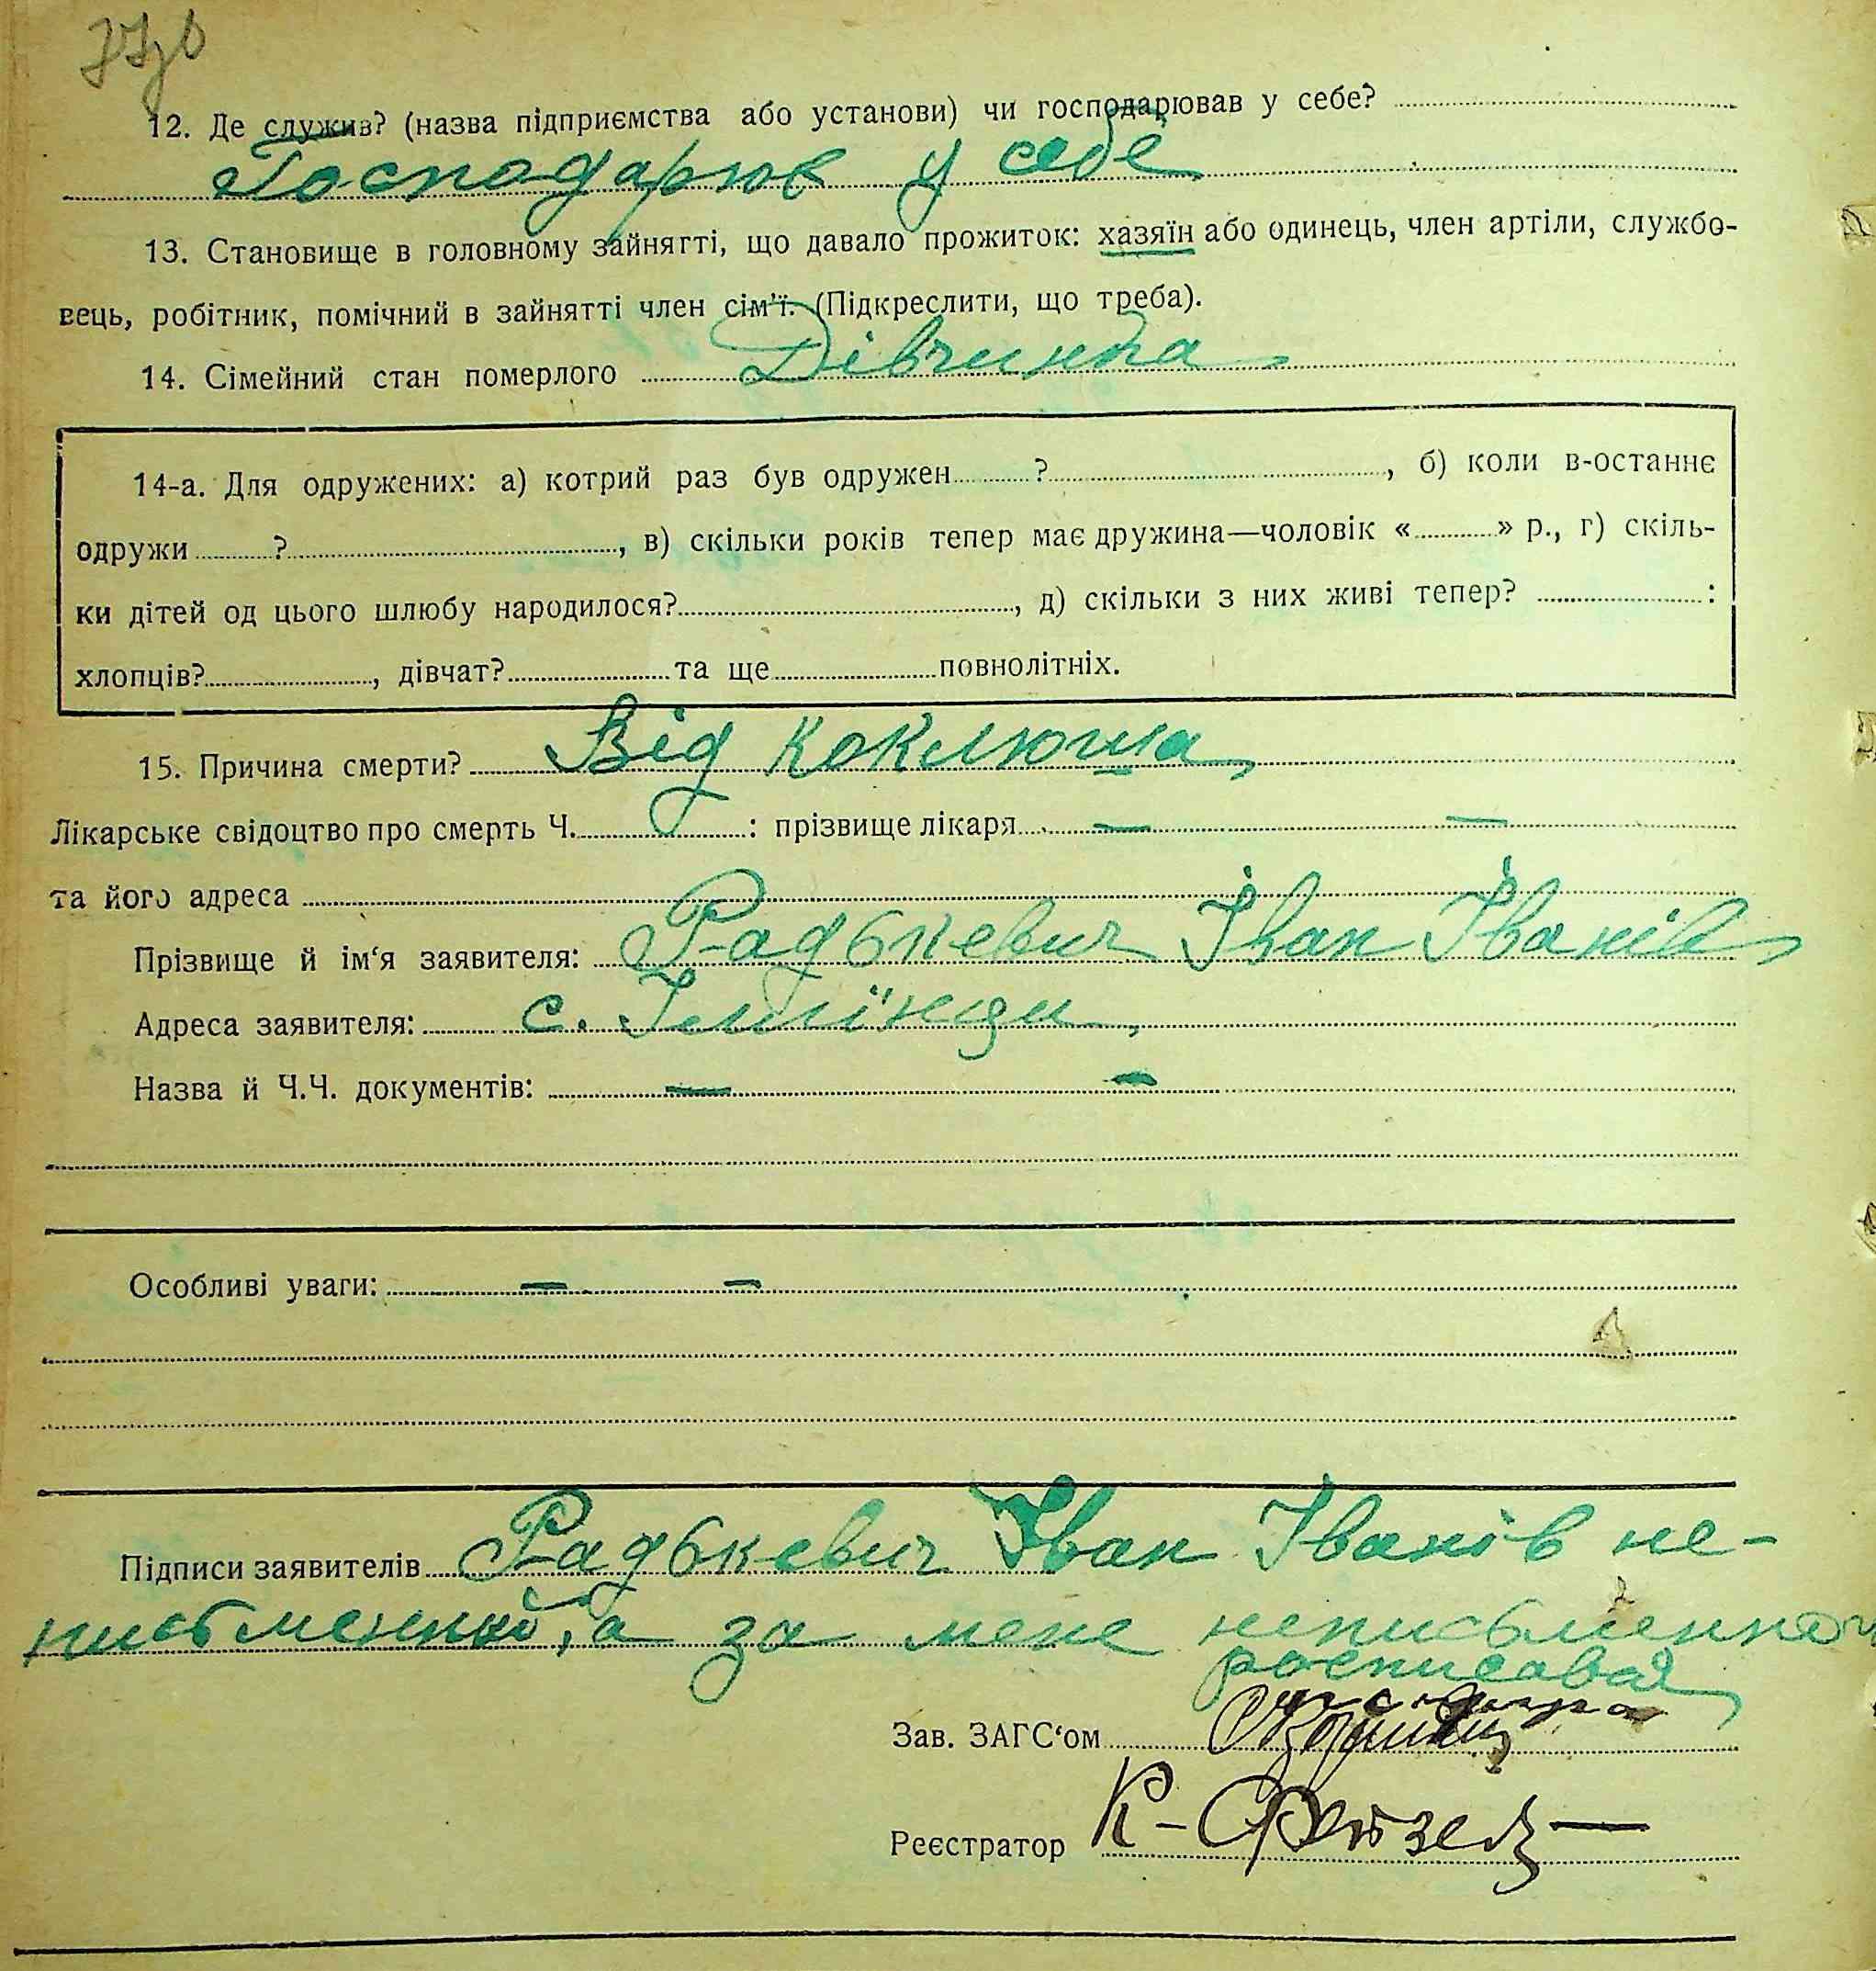 12. Де служив? (назва підприємства або установи) чи господарював у себе?
Господарюв у себе
13. Становище в головному зайнятті, що давало прожиток: хазяїн або одинець, член артіли, службо-
вець, робітник, помічний в зайнятті член сім'ї. (Підкреслити, що треба).
14. Сімейний стан померлого Дівчинка
14-а. Для одружених: а) котрий раз був одружен ? , б) коли в-останнє
одружи ? , в) скільки років тепер має дружина—чоловік « » р., г) скіль-
ки дітей од цього шлюбу народилося? , д) скільки з них живі тепер? :
хлопців? , дівчат? та ще повнолітніх.
15. Причина смерти? Від коклюша
Лікарське свідоцтво про смерть Ч. : прізвище лікаря — —
та його адреса
Прізвище й ім'я заявителя: Радькевич Іван Іванів
Адреса заявителя: с. Іллінци,
Назва й Ч.Ч. документів: — —
Особливі уваги: — —
Підписи заявителів Радькевич Іван Іванів не-
письменний, а за мене неписьменного
росписавсь
Зав. ЗАГС'ом
Реєстратор К-